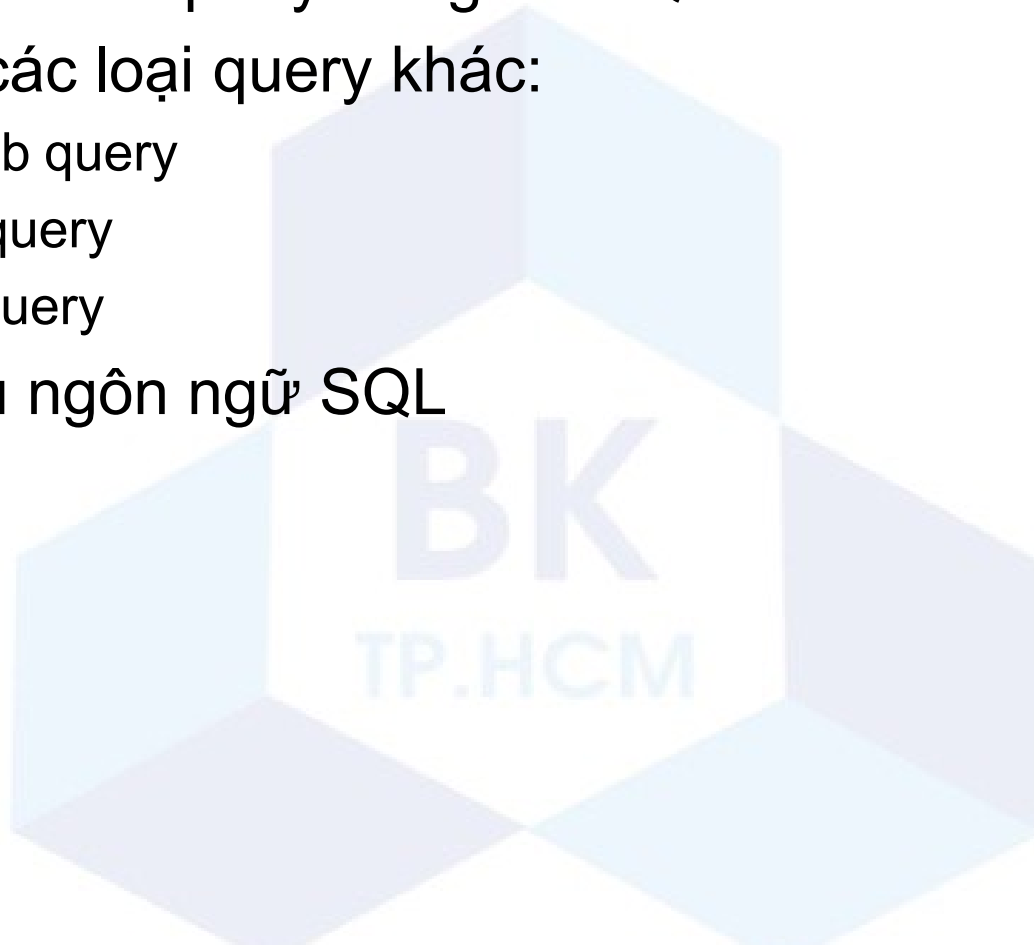 các loại query khác:
b query
query
uery
ngôn ngữ SQL
BK
TP.HCM